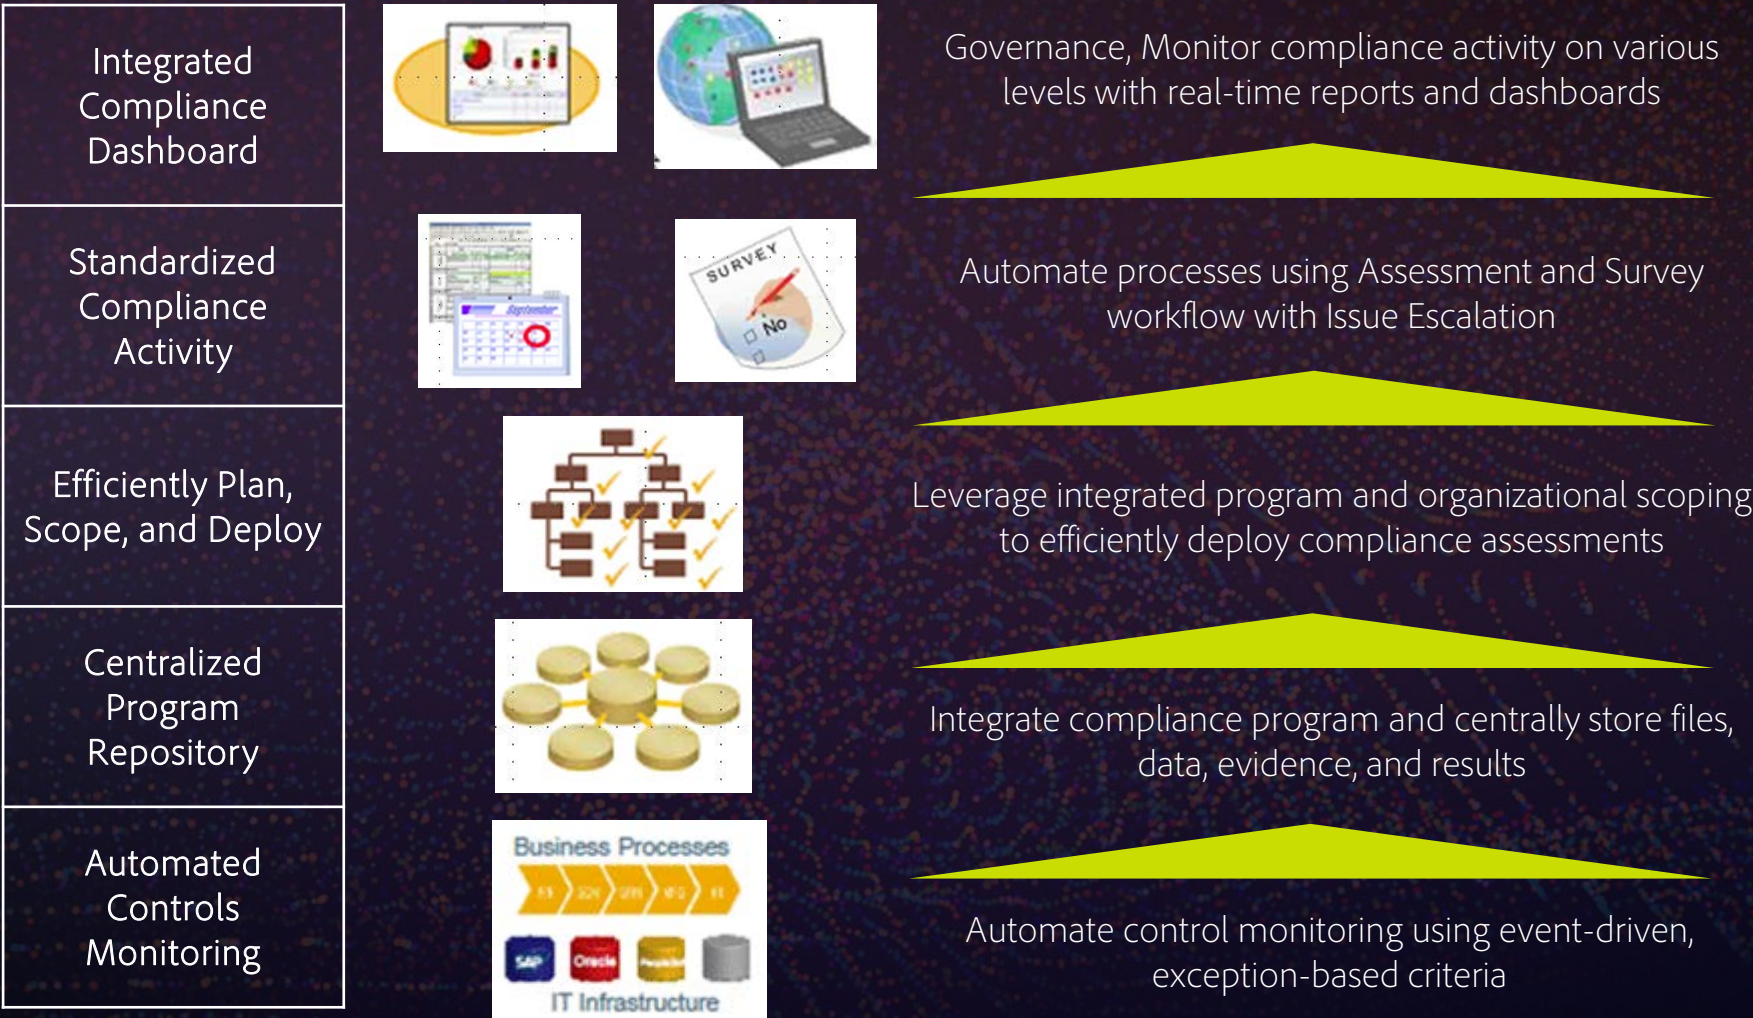 Integrated
Compliance
Dashboard
Governance, Monitor compliance activity on various
levels with real-time reports and dashboards
Standardized
Compliance
Activity
September
SURVEY
No
Automate processes using Assessment and Survey
workflow with Issue Escalation
Efficiently Plan,
Scope, and Deploy
Leverage integrated program and organizational scoping
to efficiently deploy compliance assessments
Centralized
Program
Repository
Integrate compliance program and centrally store files,
data, evidence, and results
Automated
Controls
Monitoring
Business Processes
SAP Oracle PeopleSoft
IT Infrastructure
Automate control monitoring using event-driven,
exception-based criteria